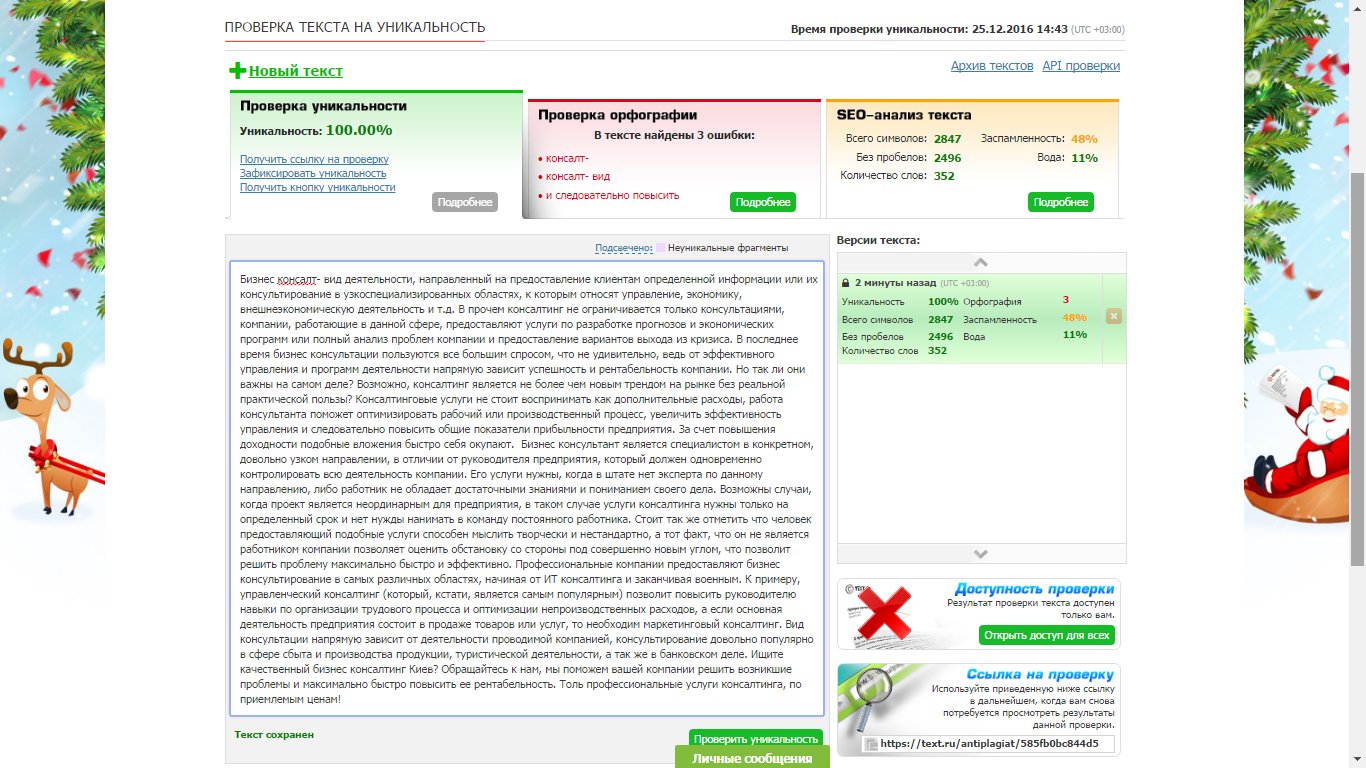 ПРОВЕРКА ТЕКСТА НА УНИКАЛЬНОСТЬ
Время проверки уникальности: 25.12.2016 14:43 (UTC +03:00)
Новый текст
Архив текстов API проверки
Проверка уникальности
Уникальность: 100.00%
Получить ссылку на проверку
Зафиксировать уникальность
Получить кнопку уникальности
Подробнее
Проверка орфографии
В тексте найдены 3 ошибки:
• консалт-
• консалт- вид
• и следовательно повысить
Подробнее
SEO-анализ текста
Всего символов: 2847 Заспамленность: 48%
Без пробелов: 2496 Вода: 11%
Количество слов: 352
Подробнее
Подсвечено: Неуникальные фрагменты
Бизнес консалт- вид деятельности, направленный на предоставление клиентам определенной информации или их
консультирование в узкоспециализированных областях, к которым относят управление, экономику,
внешнеэкономическую деятельность и т.д. В прочем консалтинг не ограничивается только консультациями,
компании, работающие в данной сфере, предоставляют услуги по разработке прогнозов и экономических
программ или полный анализ проблем компании и предоставление вариантов выхода из кризиса. В последнее
время бизнес консультации пользуются все большим спросом, что не удивительно, ведь от эффективного
управления и программ деятельности напрямую зависит успешность и рентабельность компании. Но так ли они
важны на самом деле? Возможно, консалтинг является не более чем новым трендом на рынке без реальной
практической пользы? Консалтинговые услуги не стоит воспринимать как дополнительные расходы, работа
консультанта поможет оптимизировать рабочий или производственный процесс, увеличить эффективность
управления и следовательно повысить общие показатели прибыльности предприятия. За счет повышения
доходности подобные вложения быстро себя окупают. Бизнес консультант является специалистом в конкретном,
довольно узком направлении, в отличии от руководителя предприятия, который должен одновременно
контролировать всю деятельность компании. Его услуги нужны, когда в штате нет эксперта по данному
направлению, либо работник не обладает достаточными знаниями и пониманием своего дела. Возможны случаи,
когда проект является неординарным для предприятия, в таком случае услуги консалтинга нужны только на
определенный срок и нет нужды нанимать в команду постоянного работника. Стоит так же отметить что человек
предоставляющий подобные услуги способен мыслить творчески и нестандартно, а тот факт, что он не является
работником компании позволяет оценить обстановку со стороны под совершенно новым углом, что позволит
решить проблему максимально быстро и эффективно. Профессиональные компании предоставляют бизнес
консультирование в самых различных областях, начиная от ИТ консалтинга и заканчивая военным. К примеру,
управленческий консалтинг (который, кстати, является самым популярным) позволит повысить руководителю
навыки по организации трудового процесса и оптимизации непроизводственных расходов, а если основная
деятельность предприятия состоит в продаже товаров или услуг, то необходим маркетинговый консалтинг. Вид
консультации напрямую зависит от деятельности проводимой компанией, консультирование довольно популярно
в сфере сбыта и производства продукции, туристической деятельности, а так же в банковском деле. Ищите
качественный бизнес консалтинг Киев? Обращайтесь к нам, мы поможем вашей компании решить возникшие
проблемы и максимально быстро повысить ее рентабельность. Толь профессиональные услуги консалтинга, по
приемлемым ценам!
Текст сохранен
Проверить уникальность
Личные сообщения
Версии текста:
2 минуты назад (UTC +03:00)
Уникальность 100% Орфография 3
Всего символов 2847 Заспамленность 48%
Без пробелов 2496 Вода 11%
Количество слов 352
Доступность проверки
Результат проверки текста доступен
только вам.
Открыть доступ для всех
Ссылка на проверку
Используйте приведенную ниже ссылку
в дальнейшем, когда вам снова
потребуется просмотреть результаты
данной проверки.
https://text.ru/antiplagiat/585fb0bc844d5